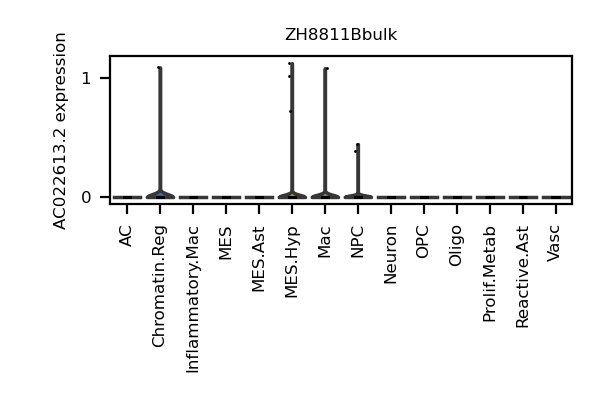 ZH8811Bbulk
AC022613.2 expression
1
0
AC
Chromatin.Reg
Inflammatory.Mac
MES
MES.Ast
MES.Hyp
Mac
NPC
Neuron
OPC
Oligo
Prolif.Metab
Reactive.Ast
Vasc